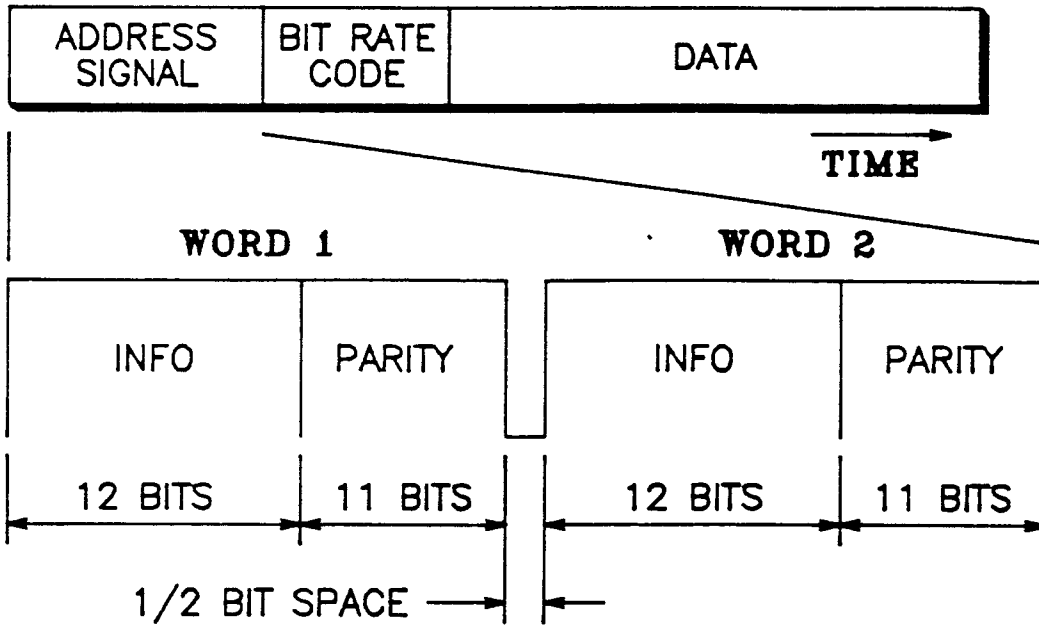 ADDRESS SIGNAL
BIT RATE CODE
DATA
TIME
WORD 1
WORD 2
INFO
PARITY
INFO
PARITY
12 BITS
11 BITS
12 BITS
11 BITS
1/2 BIT SPACE